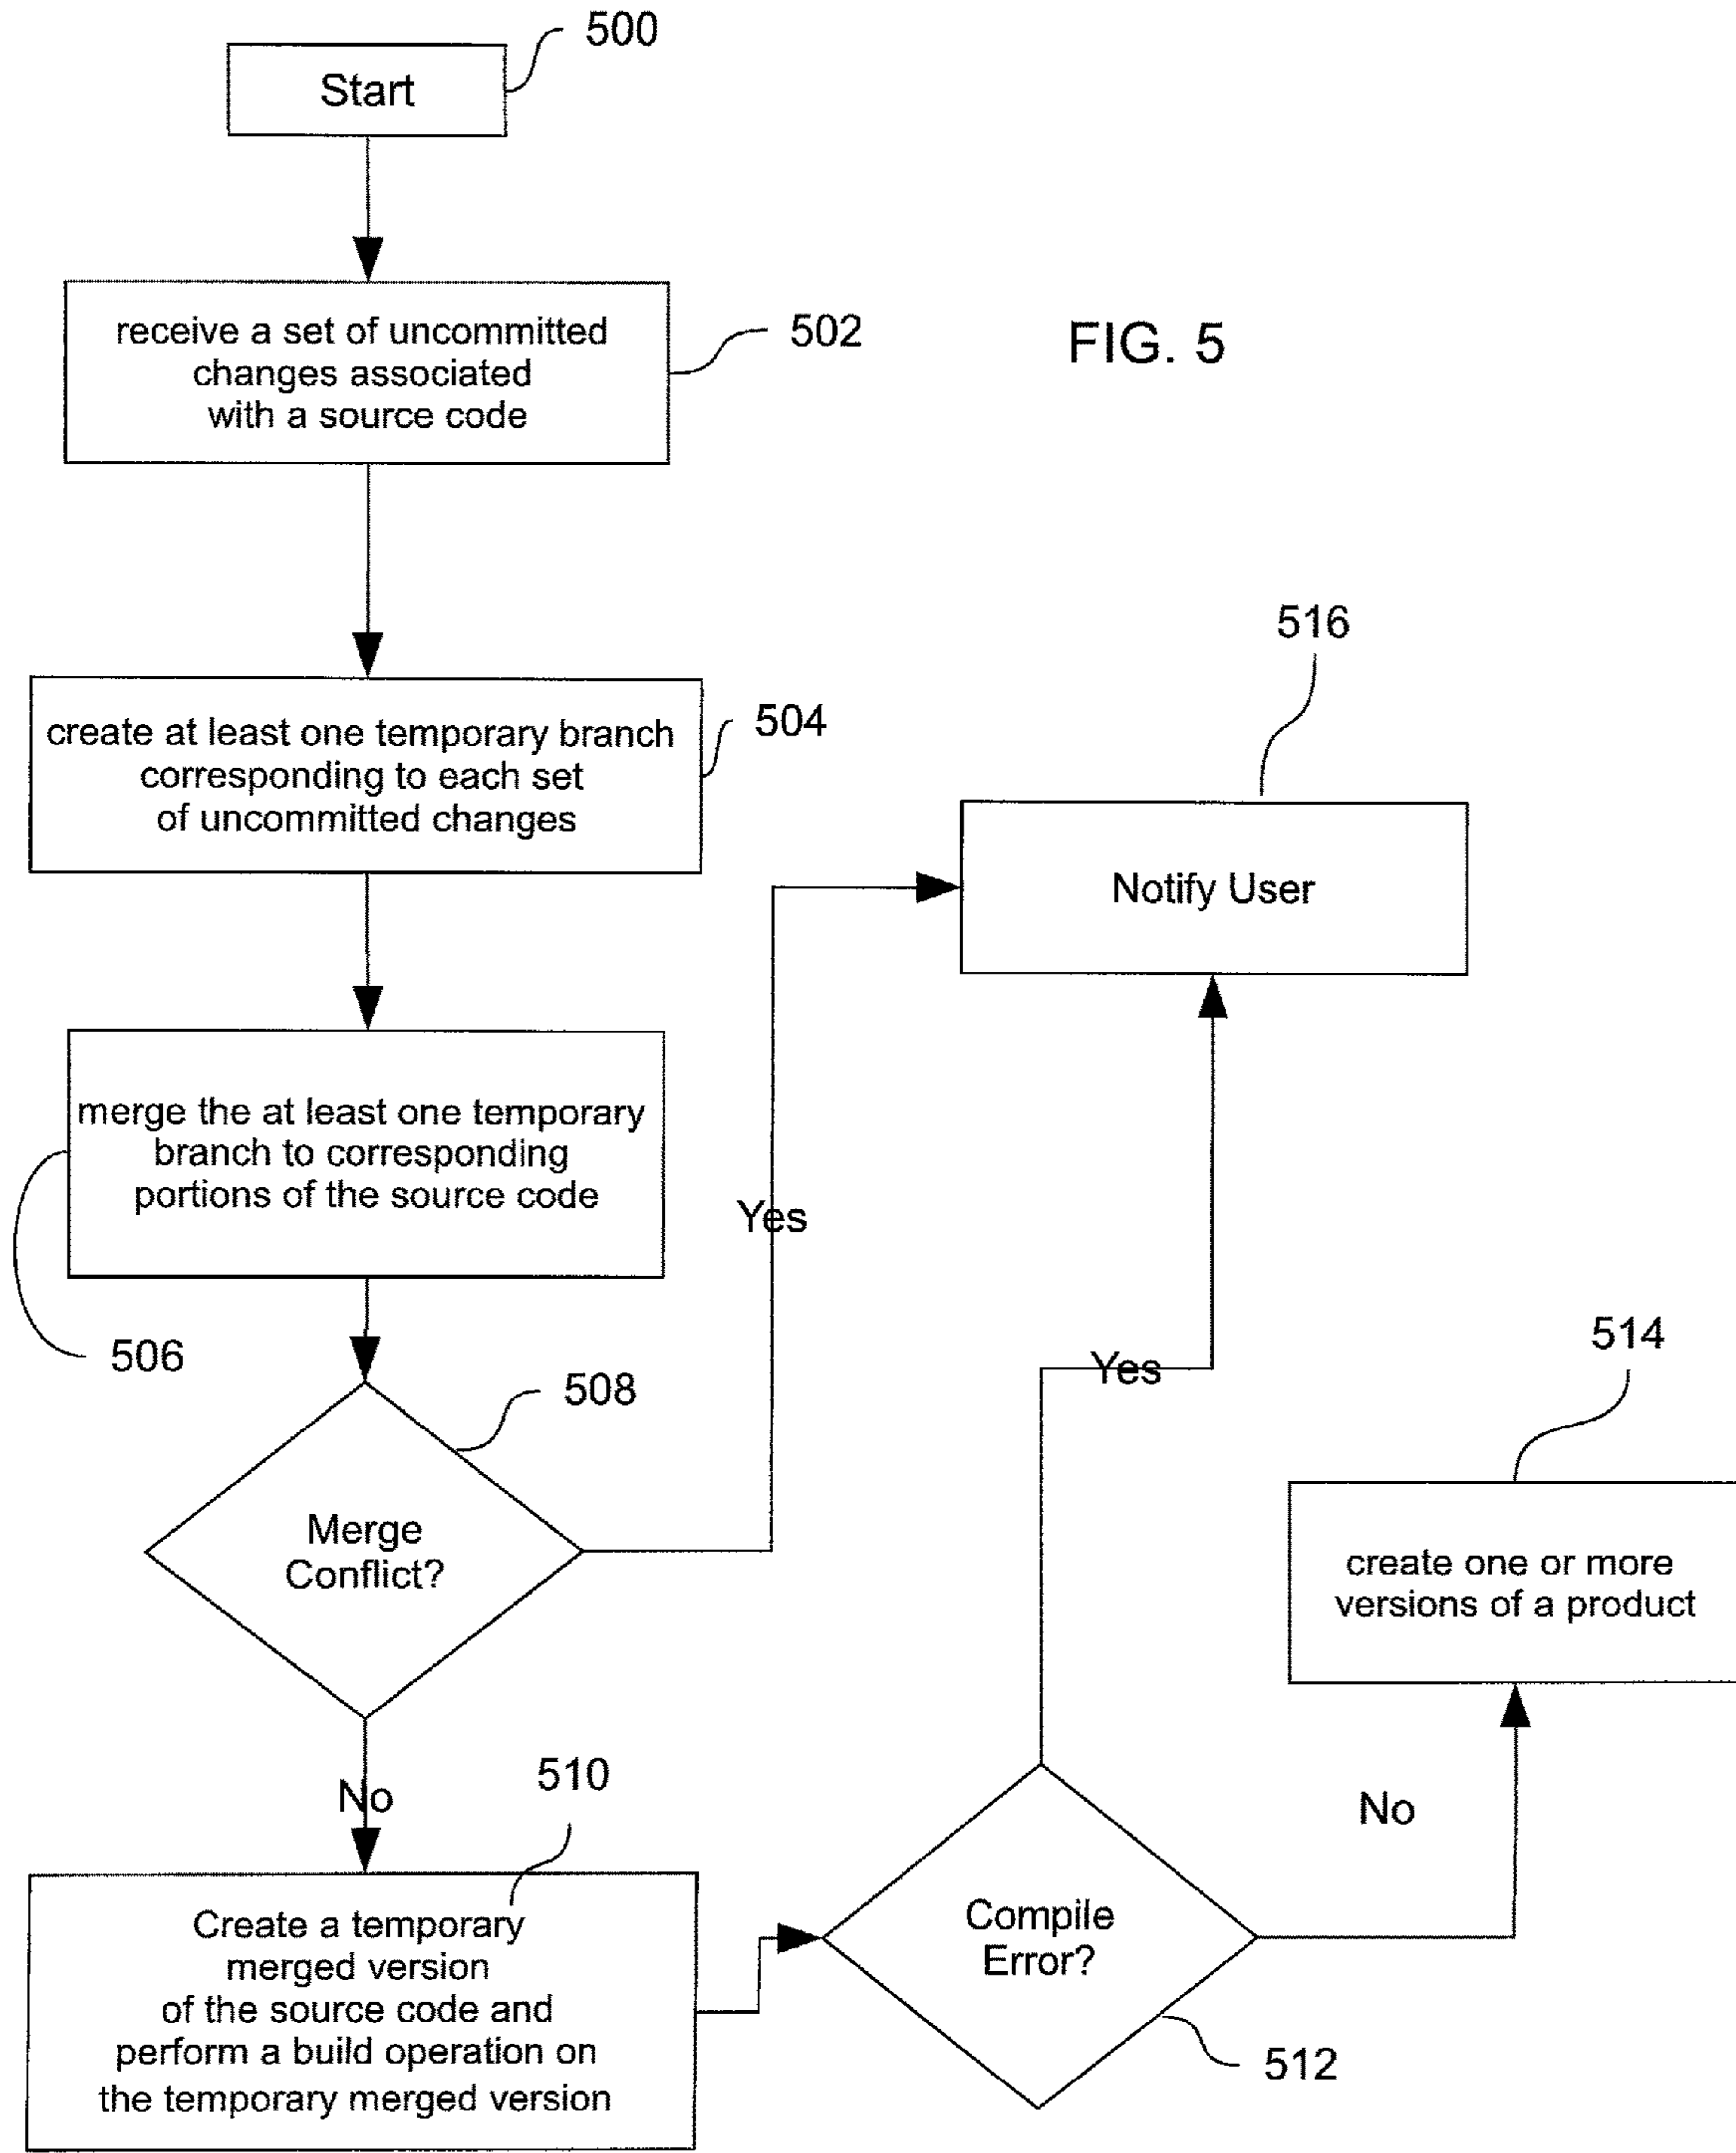 500
Start
receive a set of uncommitted
changes associated
with a source code
502
FIG. 5
create at least one temporary branch
corresponding to each set
of uncommitted changes
504
516
Notify User
merge the at least one temporary
branch to corresponding
portions of the source code
506
Yes
Yes
508
Merge
Conflict?
514
create one or more
versions of a product
No
510
Create a temporary
merged version
of the source code and
perform a build operation on
the temporary merged version
Compile
Error?
No
512